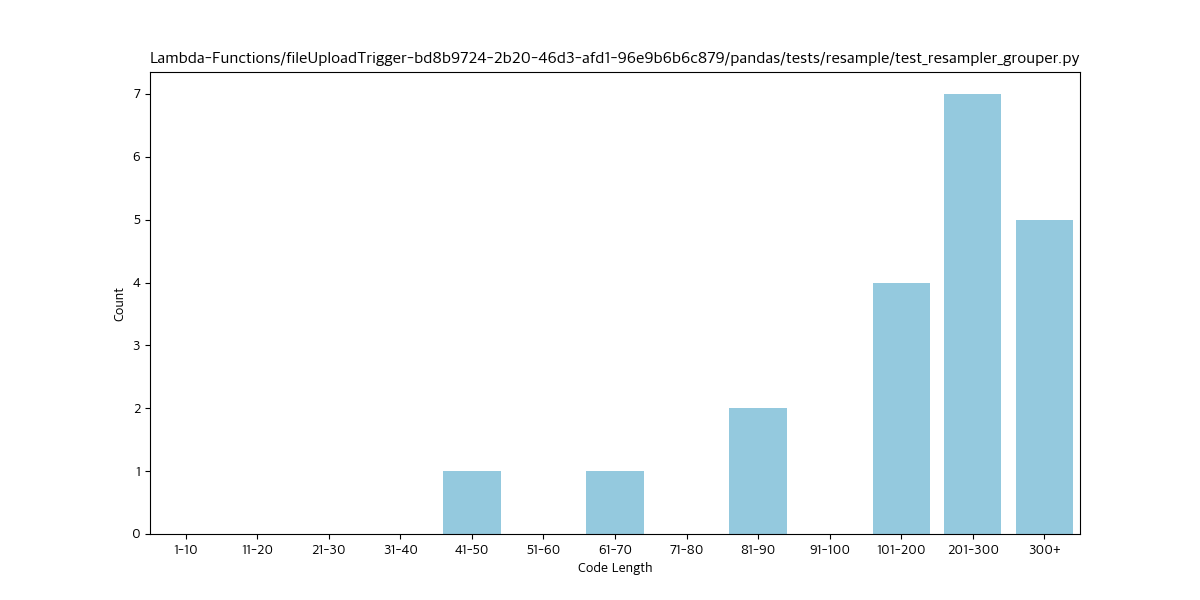 Lambda-Functions/fileUploadTrigger-bd8b9724-2b20-46d3-afd1-96e9b6b6c879/pandas/tests/resample/test_resampler_grouper.py
7
6
5
4
3
2
1
0
Count
1-10 11-20 21-30 31-40 41-50 51-60 61-70 71-80 81-90 91-100 101-200 201-300 300+
Code Length